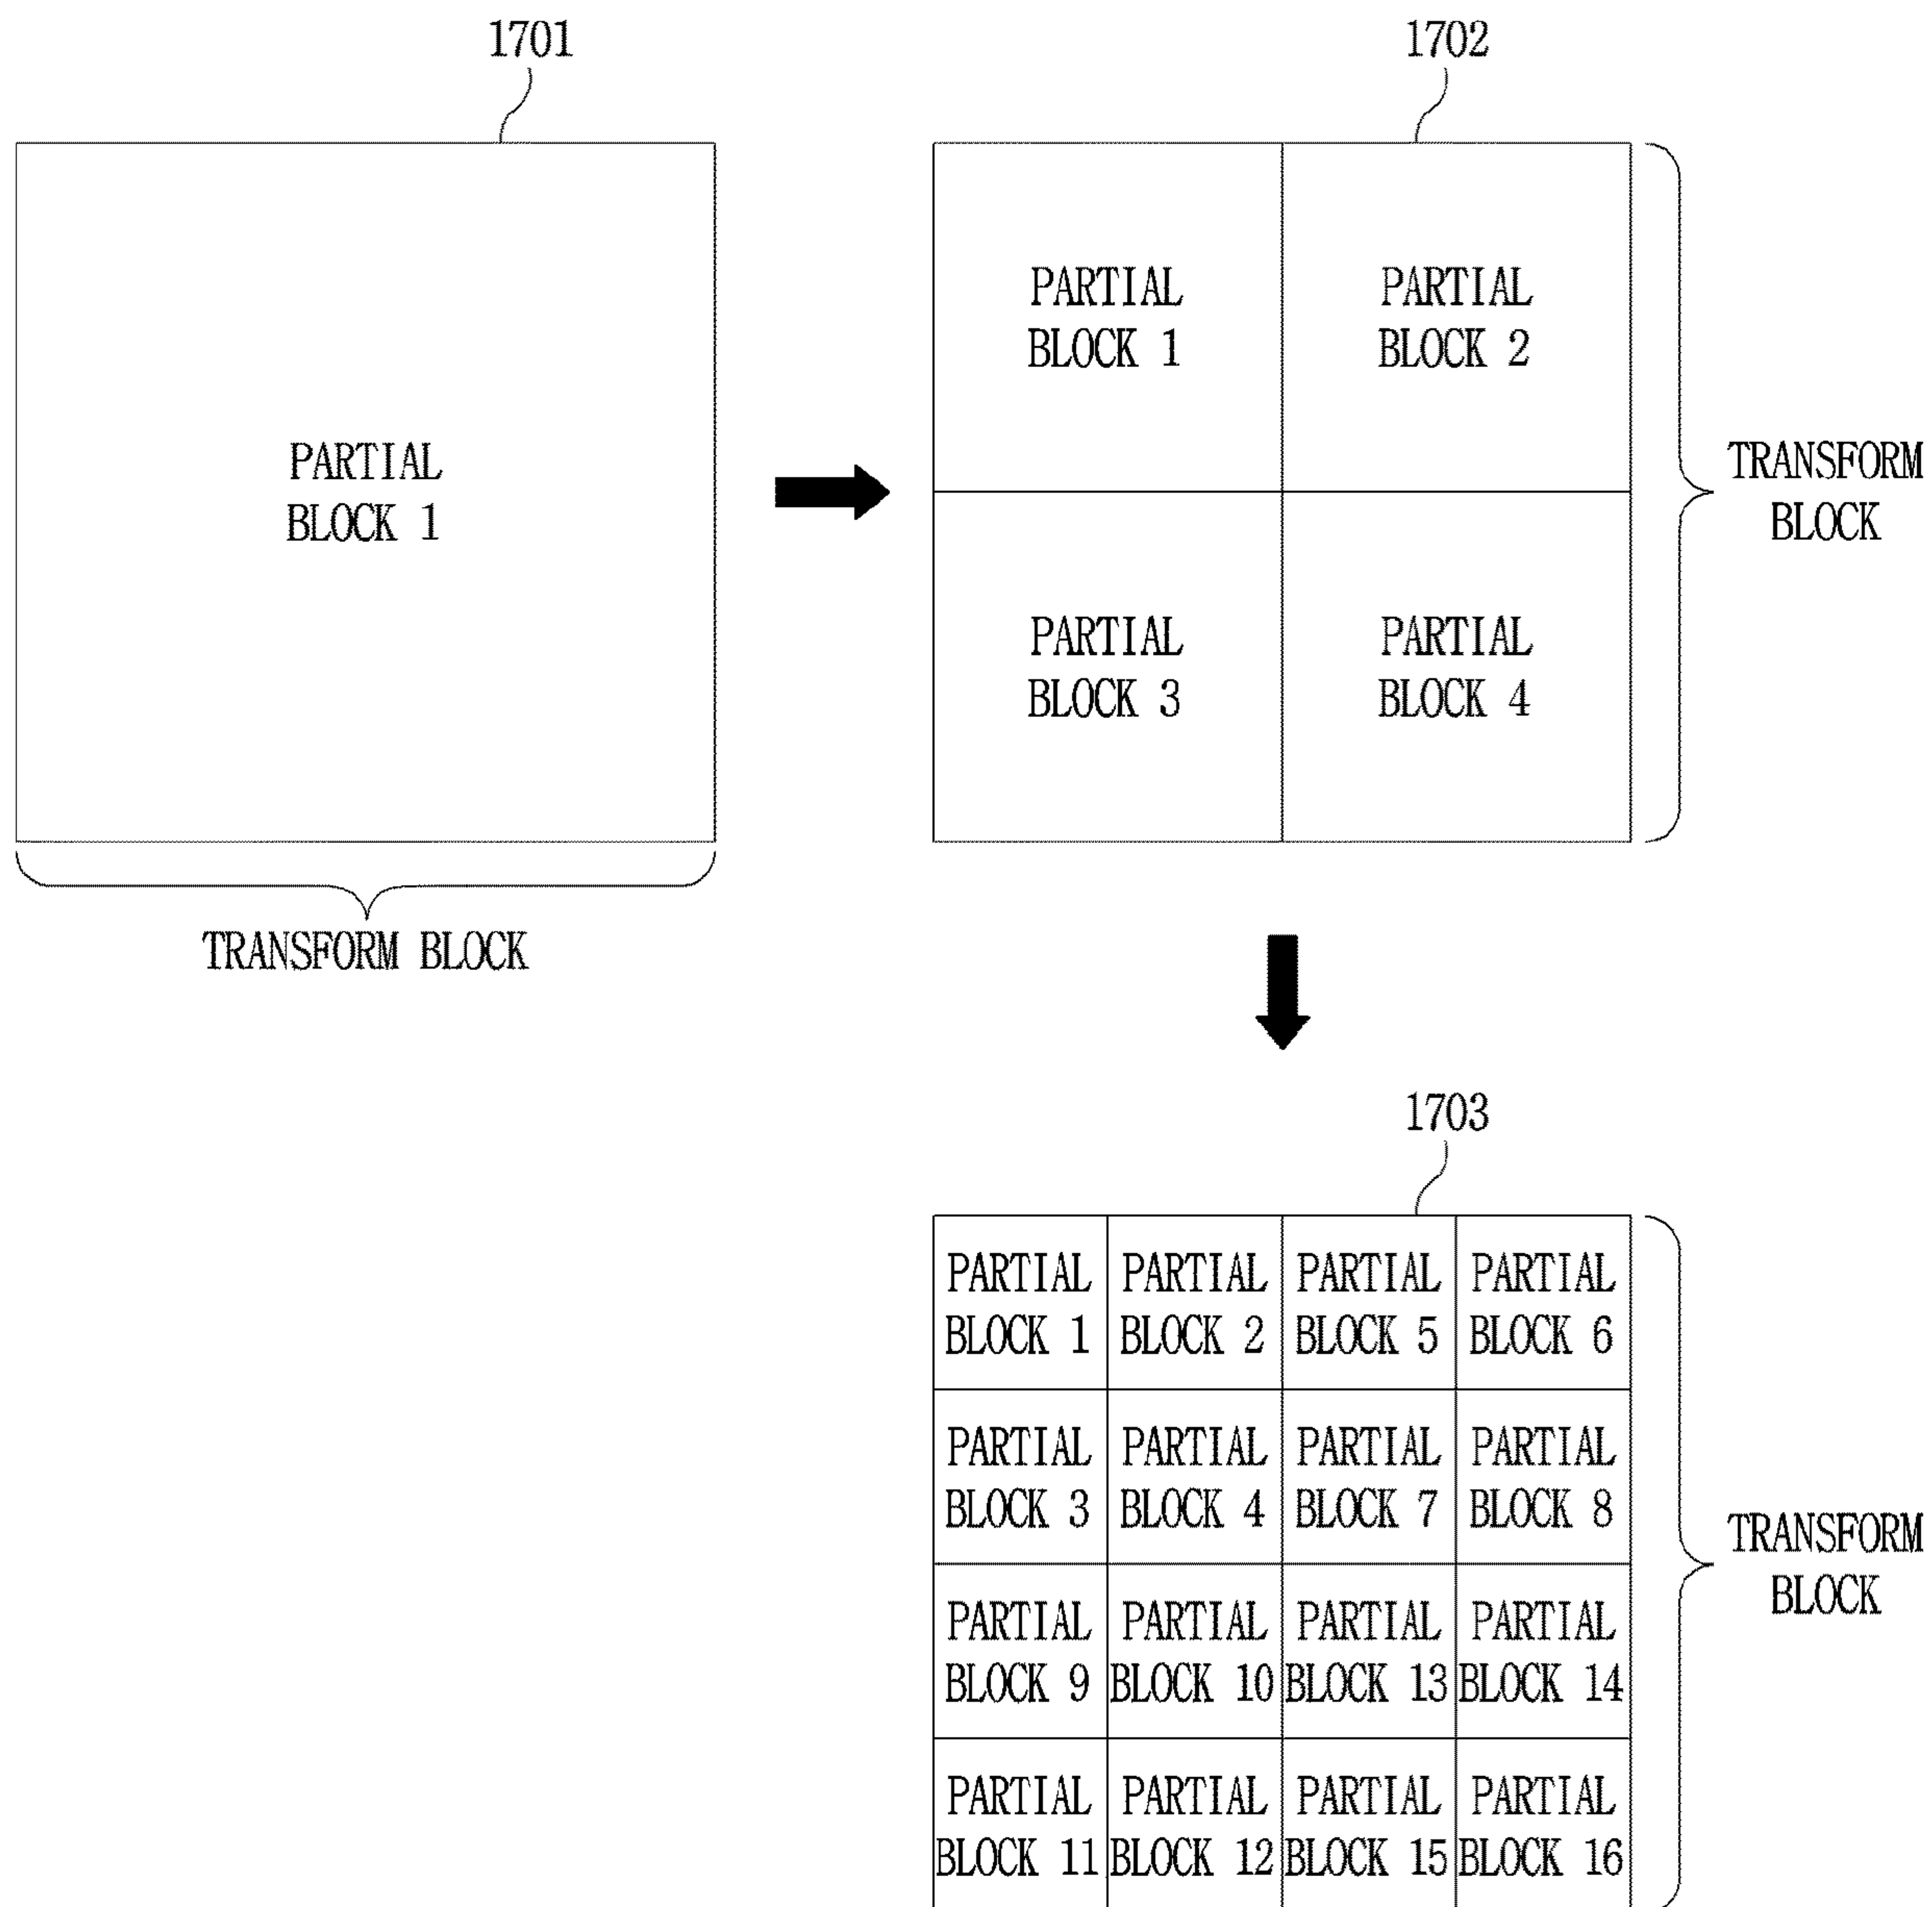 1701
PARTIAL
BLOCK 1
TRANSFORM BLOCK
1702
PARTIAL
BLOCK 1
PARTIAL
BLOCK 2
PARTIAL
BLOCK 3
PARTIAL
BLOCK 4
TRANSFORM
BLOCK
1703
PARTIAL
BLOCK 1
PARTIAL
BLOCK 2
PARTIAL
BLOCK 5
PARTIAL
BLOCK 6
PARTIAL
BLOCK 3
PARTIAL
BLOCK 4
PARTIAL
BLOCK 7
PARTIAL
BLOCK 8
PARTIAL
BLOCK 9
PARTIAL
BLOCK 10
PARTIAL
BLOCK 13
PARTIAL
BLOCK 14
PARTIAL
BLOCK 11
PARTIAL
BLOCK 12
PARTIAL
BLOCK 15
PARTIAL
BLOCK 16
TRANSFORM
BLOCK